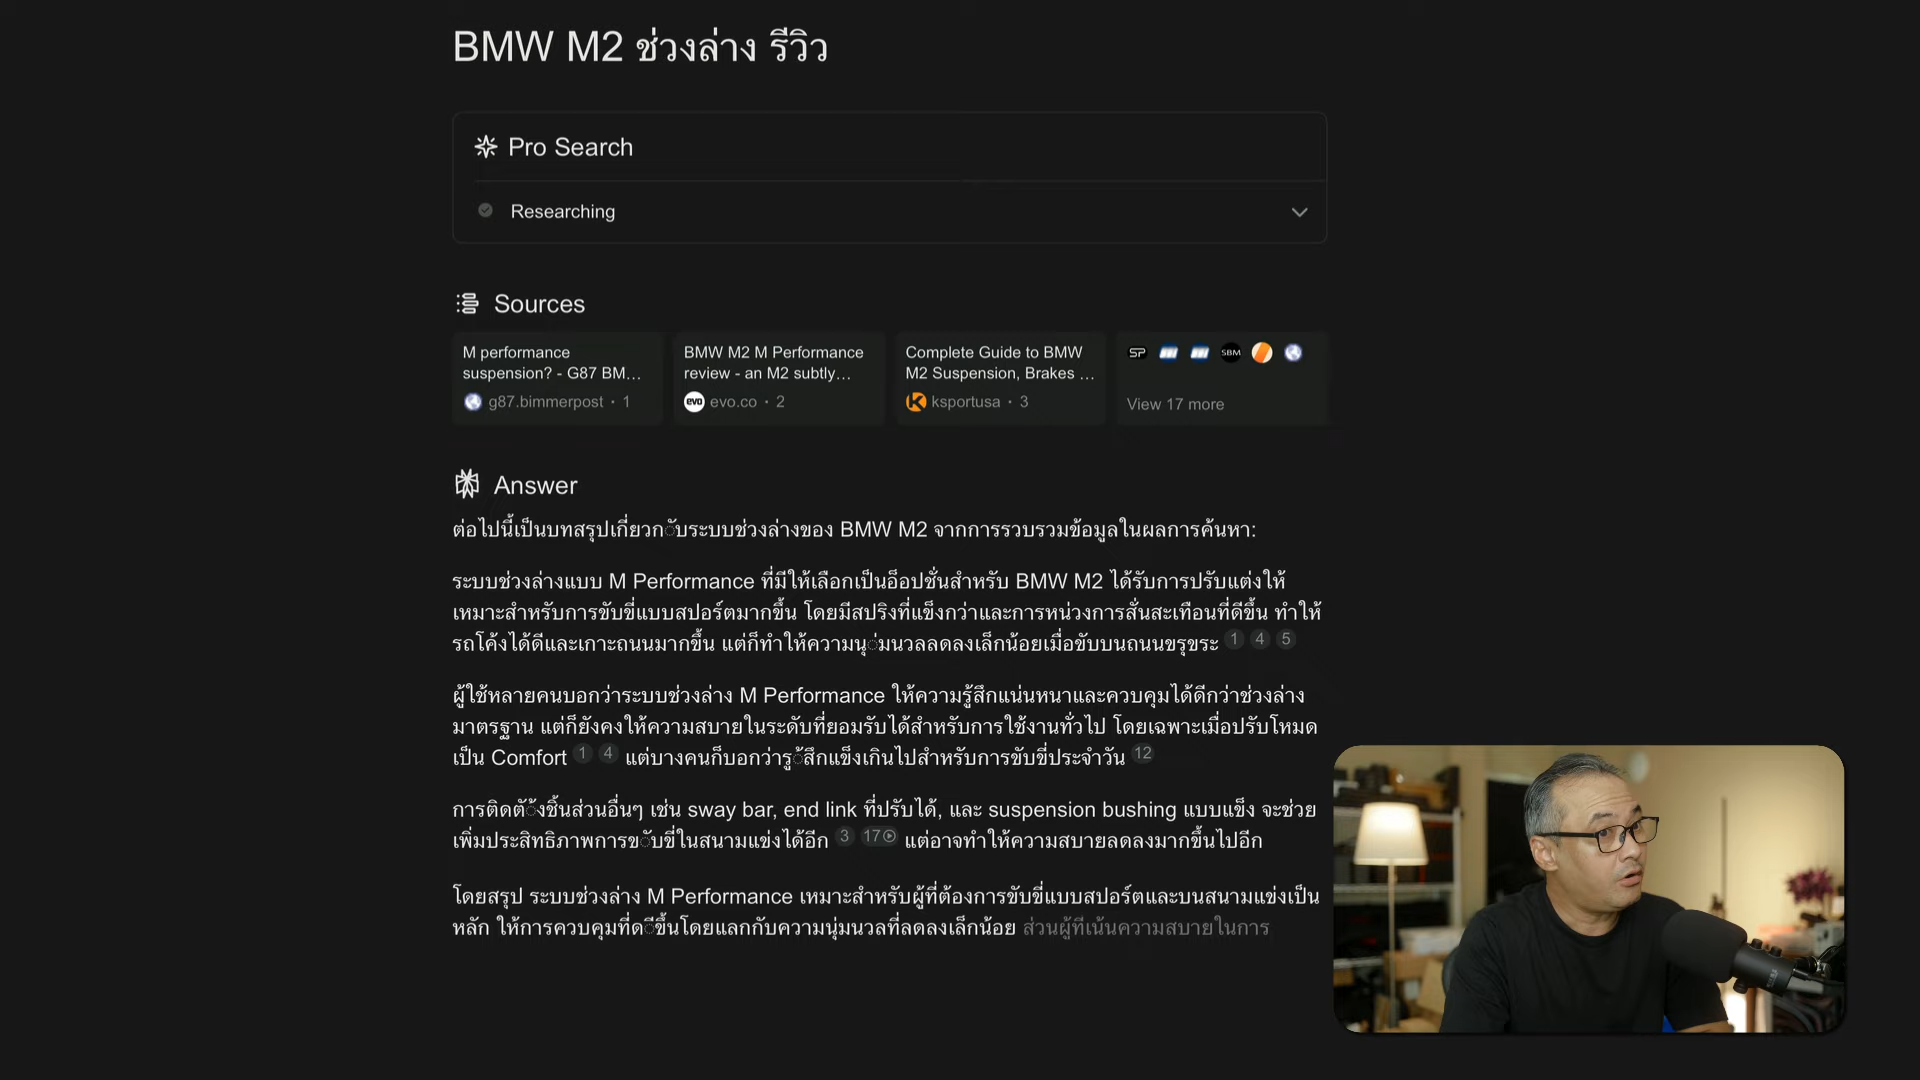 BMW M2 ช่วงล่าง รีวิว
Pro Search
Researching
Sources
M performance
suspension? - G87 BM...
g87.bimmerpost · 1
BMW M2 M Performance
review - an M2 subtly...
evo evo.co · 2
Complete Guide to BMW
M2 Suspension, Brakes ...
ksportusa · 3
SP SBM
View 17 more
Answer
ต่อไปนี้เป็นบทสรุปเกี่ยวกับระบบช่วงล่างของ BMW M2 จากการรวบรวมข้อมูลในผลการค้นหา:
ระบบช่วงล่างแบบ M Performance ที่มีให้เลือกเป็นอ็อปชั่นสำหรับ BMW M2 ได้รับการปรับแต่งให้
เหมาะสำหรับการขับขี่แบบสปอร์ตมากขึ้น โดยมีสปริงที่แข็งกว่าและการหน่วงการสั่นสะเทือนที่ดีขึ้น ทำให้
รถโค้งได้ดีและเกาะถนนมากขึ้น แต่ก็ทำให้ความนุ่มนวลลดลงเล็กน้อยเมื่อขับบนถนนขรุขระ 1 4 5
ผู้ใช้หลายคนบอกว่าระบบช่วงล่าง M Performance ให้ความรู้สึกแน่นหนาและควบคุมได้ดีกว่าช่วงล่าง
มาตรฐาน แต่ก็ยังคงให้ความสบายในระดับที่ยอมรับได้สำหรับการใช้งานทั่วไป โดยเฉพาะเมื่อปรับโหมด
เป็น Comfort 1 4 แต่บางคนก็บอกว่ารู้สึกแข็งเกินไปสำหรับการขับขี่ประจำวัน 12
การติดตั้งชิ้นส่วนอื่นๆ เช่น sway bar, end link ที่ปรับได้, และ suspension bushing แบบแข็ง จะช่วย
เพิ่มประสิทธิภาพการขับขี่ในสนามแข่งได้อีก 3 17 แต่อาจทำให้ความสบายลดลงมากขึ้นไปอีก
โดยสรุป ระบบช่วงล่าง M Performance เหมาะสำหรับผู้ที่ต้องการขับขี่แบบสปอร์ตและบนสนามแข่งเป็น
หลัก ให้การควบคุมที่ดีขึ้นโดยแลกกับความนุ่มนวลที่ลดลงเล็กน้อย ส่วนผู้ที่เน้นความสบายในการ